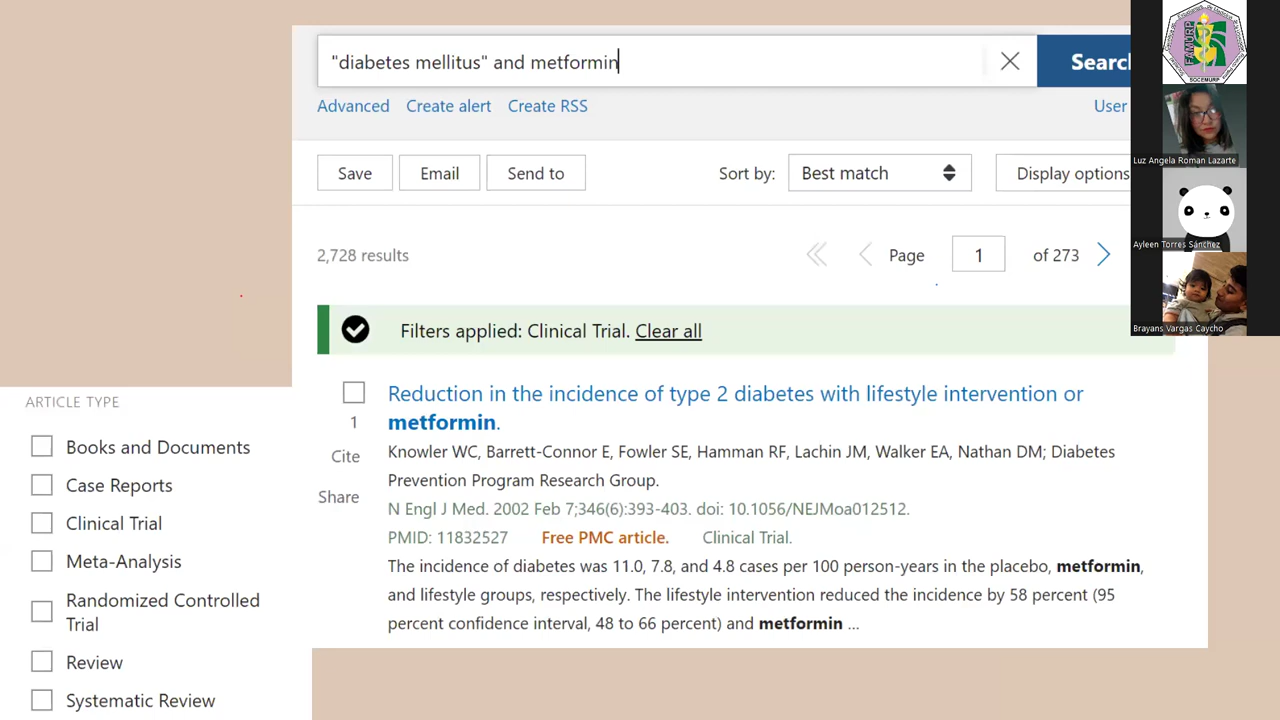 "diabetes mellitus" and metformin
Search
Advanced
Create alert
Create RSS
User
Save
Email
Send to
Sort by:
Best match
Display options
2,728 results
Page
1
of 273
Filters applied: Clinical Trial. Clear all
1
Cite
Share
Reduction in the incidence of type 2 diabetes with lifestyle intervention or
metformin.
Knowler WC, Barrett-Connor E, Fowler SE, Hamman RF, Lachin JM, Walker EA, Nathan DM; Diabetes
Prevention Program Research Group.
N Engl J Med. 2002 Feb 7;346(6):393-403. doi: 10.1056/NEJMoa012512.
PMID: 11832527
Free PMC article.
Clinical Trial.
The incidence of diabetes was 11.0, 7.8, and 4.8 cases per 100 person-years in the placebo, metformin,
and lifestyle groups, respectively. The lifestyle intervention reduced the incidence by 58 percent (95
percent confidence interval, 48 to 66 percent) and metformin ...
ARTICLE TYPE
Books and Documents
Case Reports
Clinical Trial
Meta-Analysis
Randomized Controlled
Trial
Review
Systematic Review
FAMURP
SOCEMURP
Luz Angela Roman Lazarte
Ayleen Torres Sánchez
Brayans Vargas Caycho